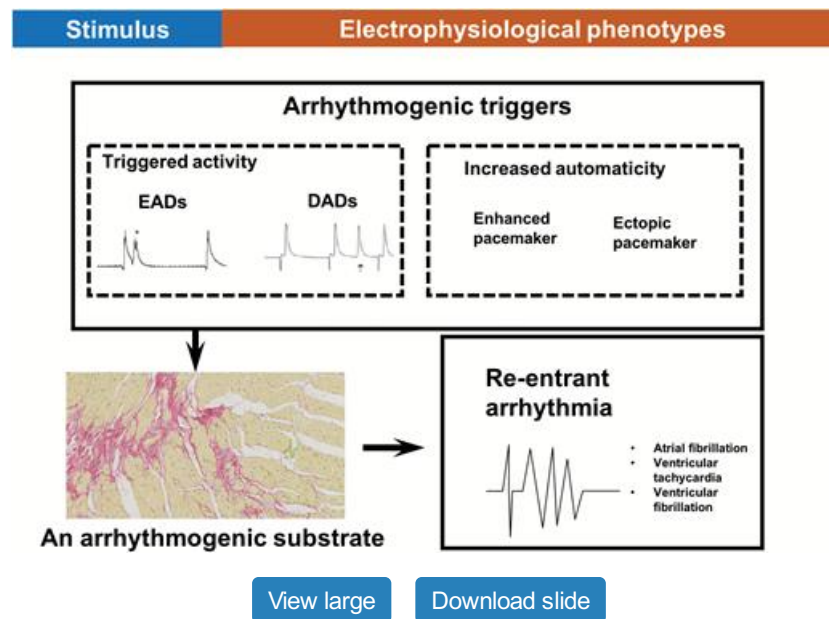 Stimulus
Electrophysiological phenotypes
Arrhythmogenic triggers
Triggered activity
EADs
DADs
Increased automaticity
Enhanced
pacemaker
Ectopic
pacemaker
An arrhythmogenic substrate
Re-entrant
arrhythmia
• Atrial fibrillation
• Ventricular
tachycardia
• Ventricular
fibrillation
View large
Download slide